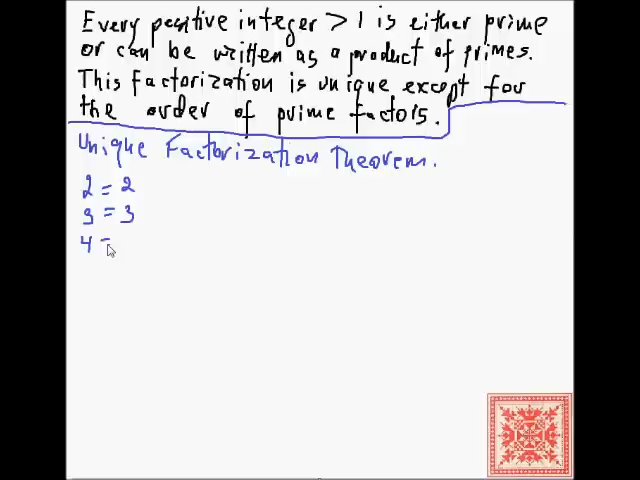 Every positive integer > 1 is either prime
or can be written as a product of primes.
This factorization is unique except for
the order of prime factors.
Unique Factorization Theorem.
2 = 2
3 = 3
4 =